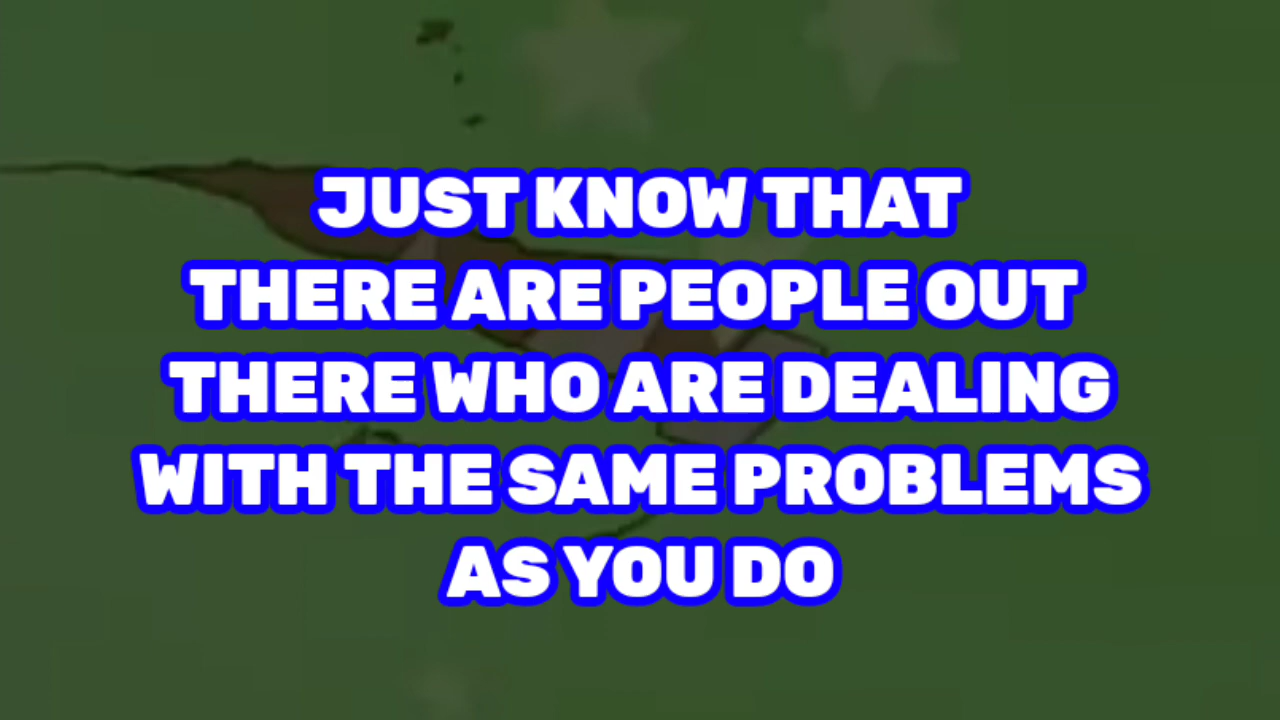 JUST KNOW THAT
THERE ARE PEOPLE OUT
THERE WHO ARE DEALING
WITH THE SAME PROBLEMS
AS YOU DO